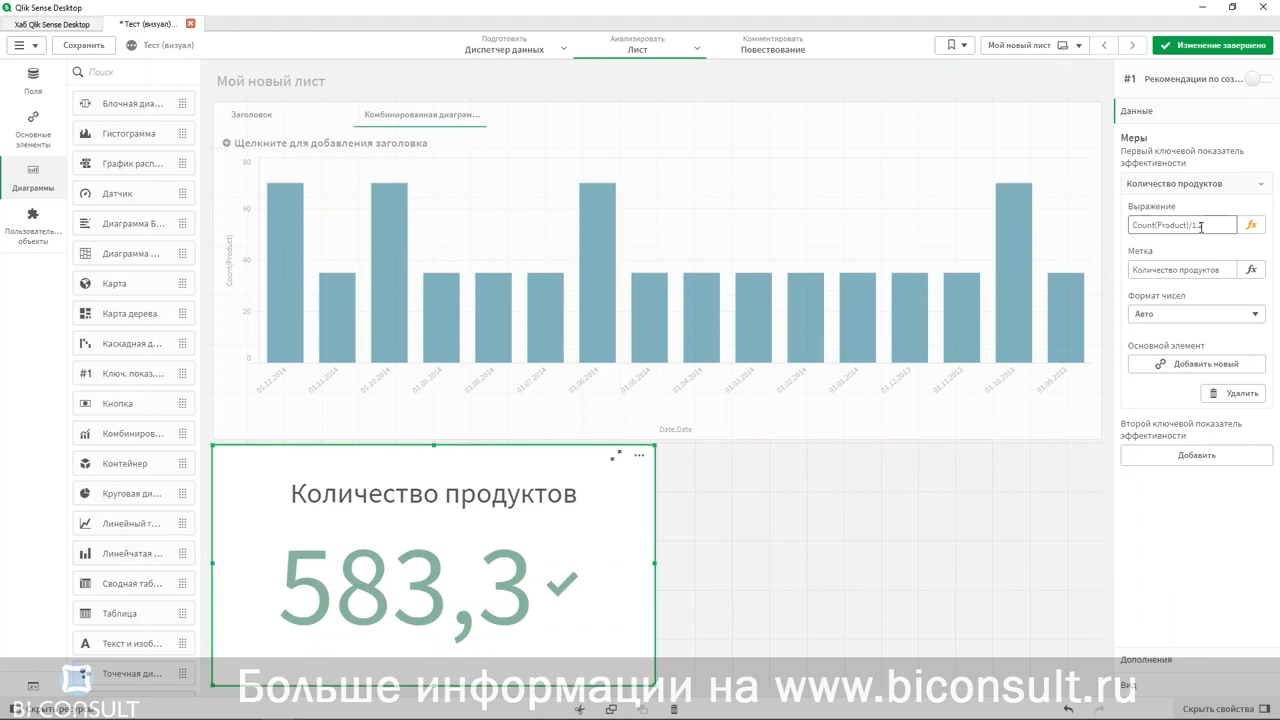 Qlik Sense Desktop
Хаб Qlik Sense Desktop
* Тест (визуал)...
Сохранить
Тест (визуал)
Подготовить
Диспетчер данных
Анализировать
Лист
Комментировать
Повествование
Мой новый лист
Изменение завершено
Поля
Основные элементы
Диаграммы
Пользователь... объекты
Поиск
Блочная диа...
Гистограмма
График расп...
Датчик
Диаграмма Б...
Диаграмма ...
Карта
Карта дерева
Каскадная д...
#1 Ключ. показ...
Кнопка
Комбиниров...
Контейнер
Круговая ди...
Линейный г...
Линейчатая ...
Сводная таб...
Таблица
A Текст и изоб...
Точечная ди...
Скрыть ресурсы
Мой новый лист
Заголовок
Комбинированная диаграм...
Щелкните для добавления заголовка
Count(Product)
80
60
40
20
0
01.12.2014
01.11.2014
01.10.2014
01.09.2014
01.08.2014
01.07.2014
01.06.2014
01.05.2014
01.04.2014
01.03.2014
01.02.2014
01.01.2014
01.12.2013
01.11.2013
01.10.2013
01.09.2013
Date.Date
Количество продуктов
583,3
#1 Рекомендации по соз...
Данные
Меры
Первый ключевой показатель
эффективности
Количество продуктов
Выражение
Count(Product)/1.2
fx
Метка
Количество продуктов
fx
Формат чисел
Авто
Основной элемент
Добавить новый
Удалить
Второй ключевой показатель
эффективности
Добавить
Дополнения
Вид
Скрыть свойства
Больше информации на www.biconsult.ru
BI CONSULT